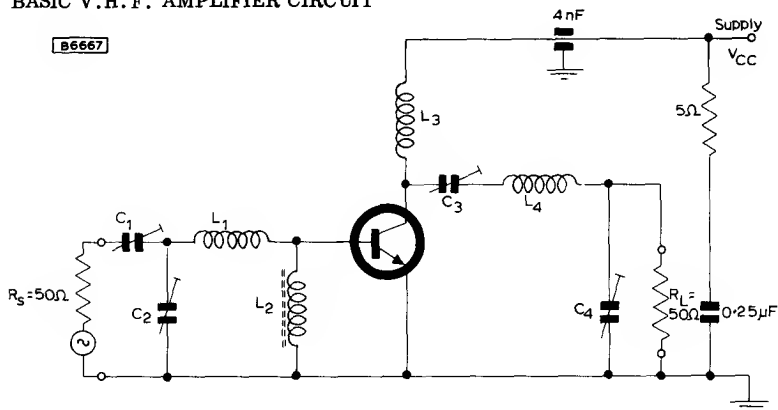 BASIC V.H.F. AMPLIFIER CIRCUIT
B6667
4nF
Supply
VCC
5Ω
L3
C3
L4
C1
L1
RS=50Ω
C2
L2
C4
RL=
50Ω
0·25μF